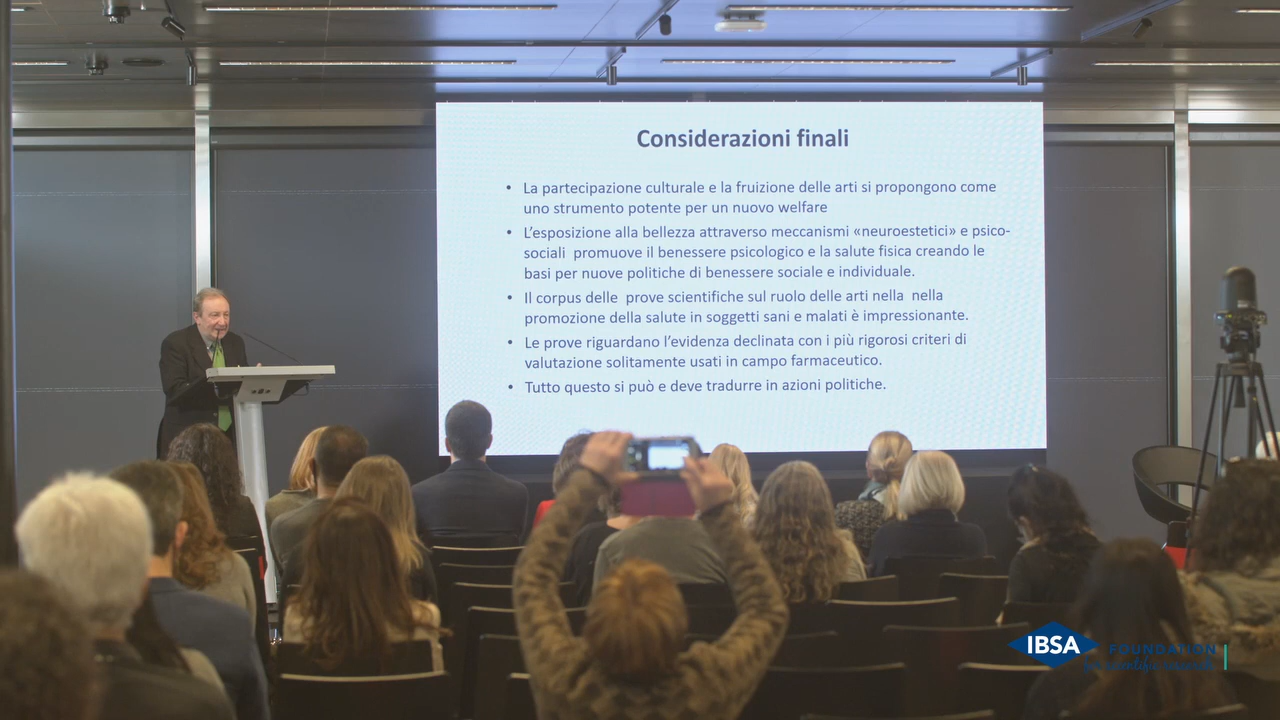 Considerazioni finali
• La partecipazione culturale e la fruizione delle arti si propongono come
uno strumento potente per un nuovo welfare
• L'esposizione alla bellezza attraverso meccanismi «neuroestetici» e psico-
sociali promuove il benessere psicologico e la salute fisica creando le
basi per nuove politiche di benessere sociale e individuale.
• Il corpus delle prove scientifiche sul ruolo delle arti nella nella
promozione della salute in soggetti sani e malati è impressionante.
• Le prove riguardano l'evidenza declinata con i più rigorosi criteri di
valutazione solitamente usati in campo farmaceutico.
• Tutto questo si può e deve tradurre in azioni politiche.
IBSA FOUNDATION
for scientific research